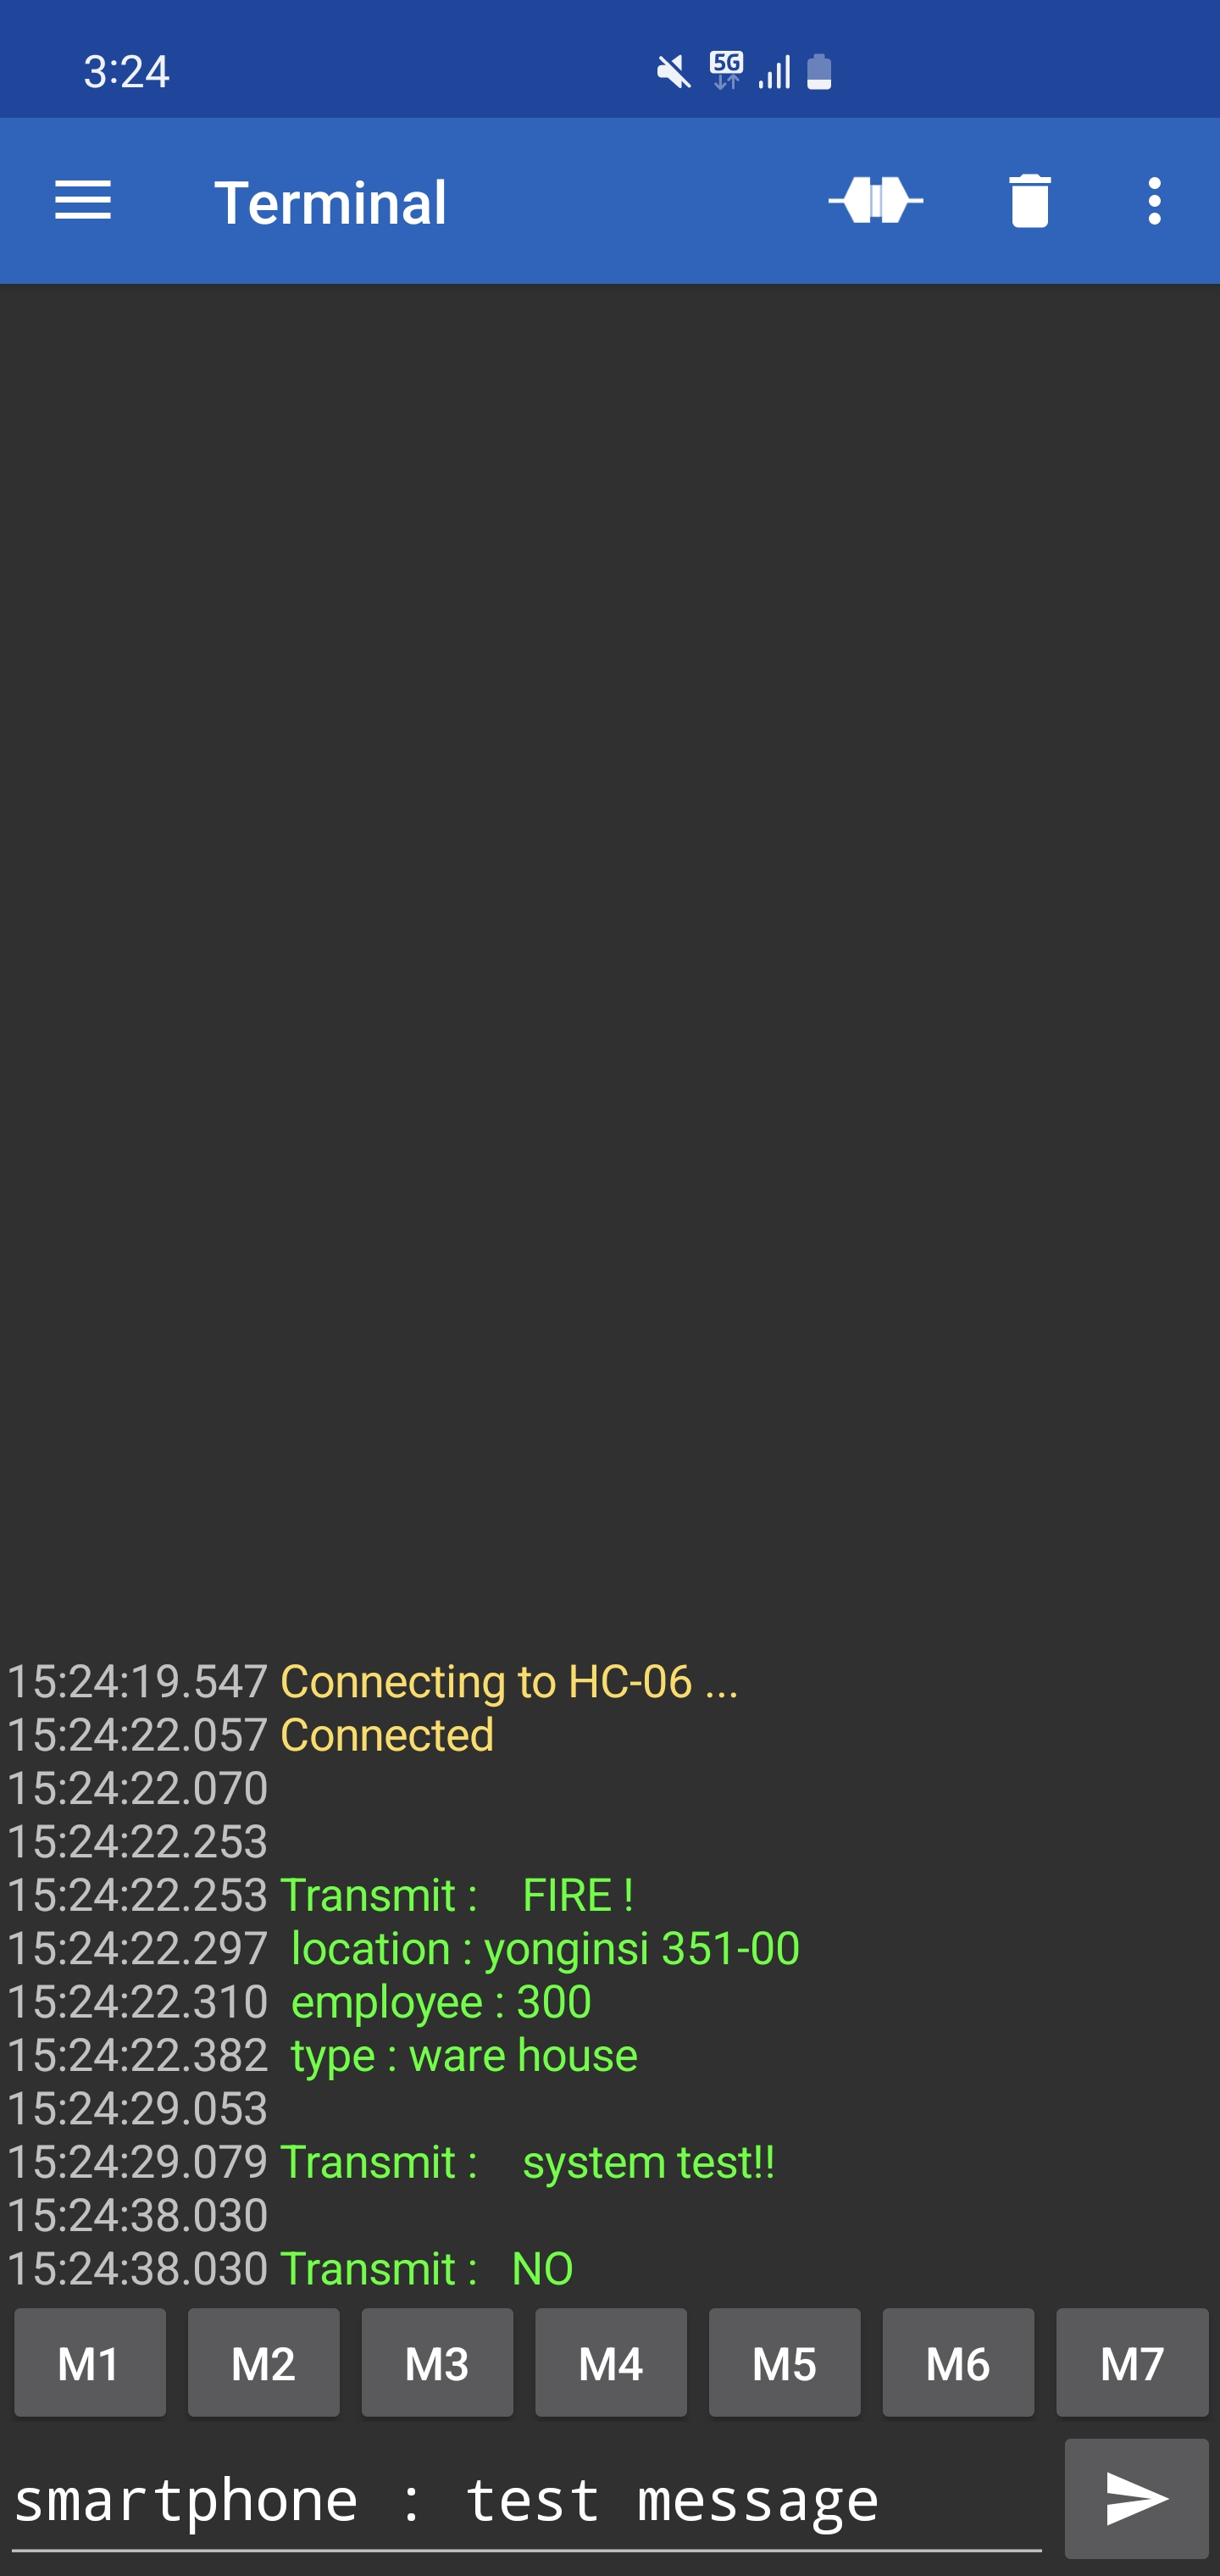 3:24
5G
Terminal
15:24:19.547 Connecting to HC-06 ...
15:24:22.057 Connected
15:24:22.070
15:24:22.253
15:24:22.253 Transmit :    FIRE !
15:24:22.297  location : yonginsi 351-00
15:24:22.310  employee : 300
15:24:22.382  type : ware house
15:24:29.053
15:24:29.079 Transmit :    system test!!
15:24:38.030
15:24:38.030 Transmit :   NO
M1 M2 M3 M4 M5 M6 M7
smartphone : test message